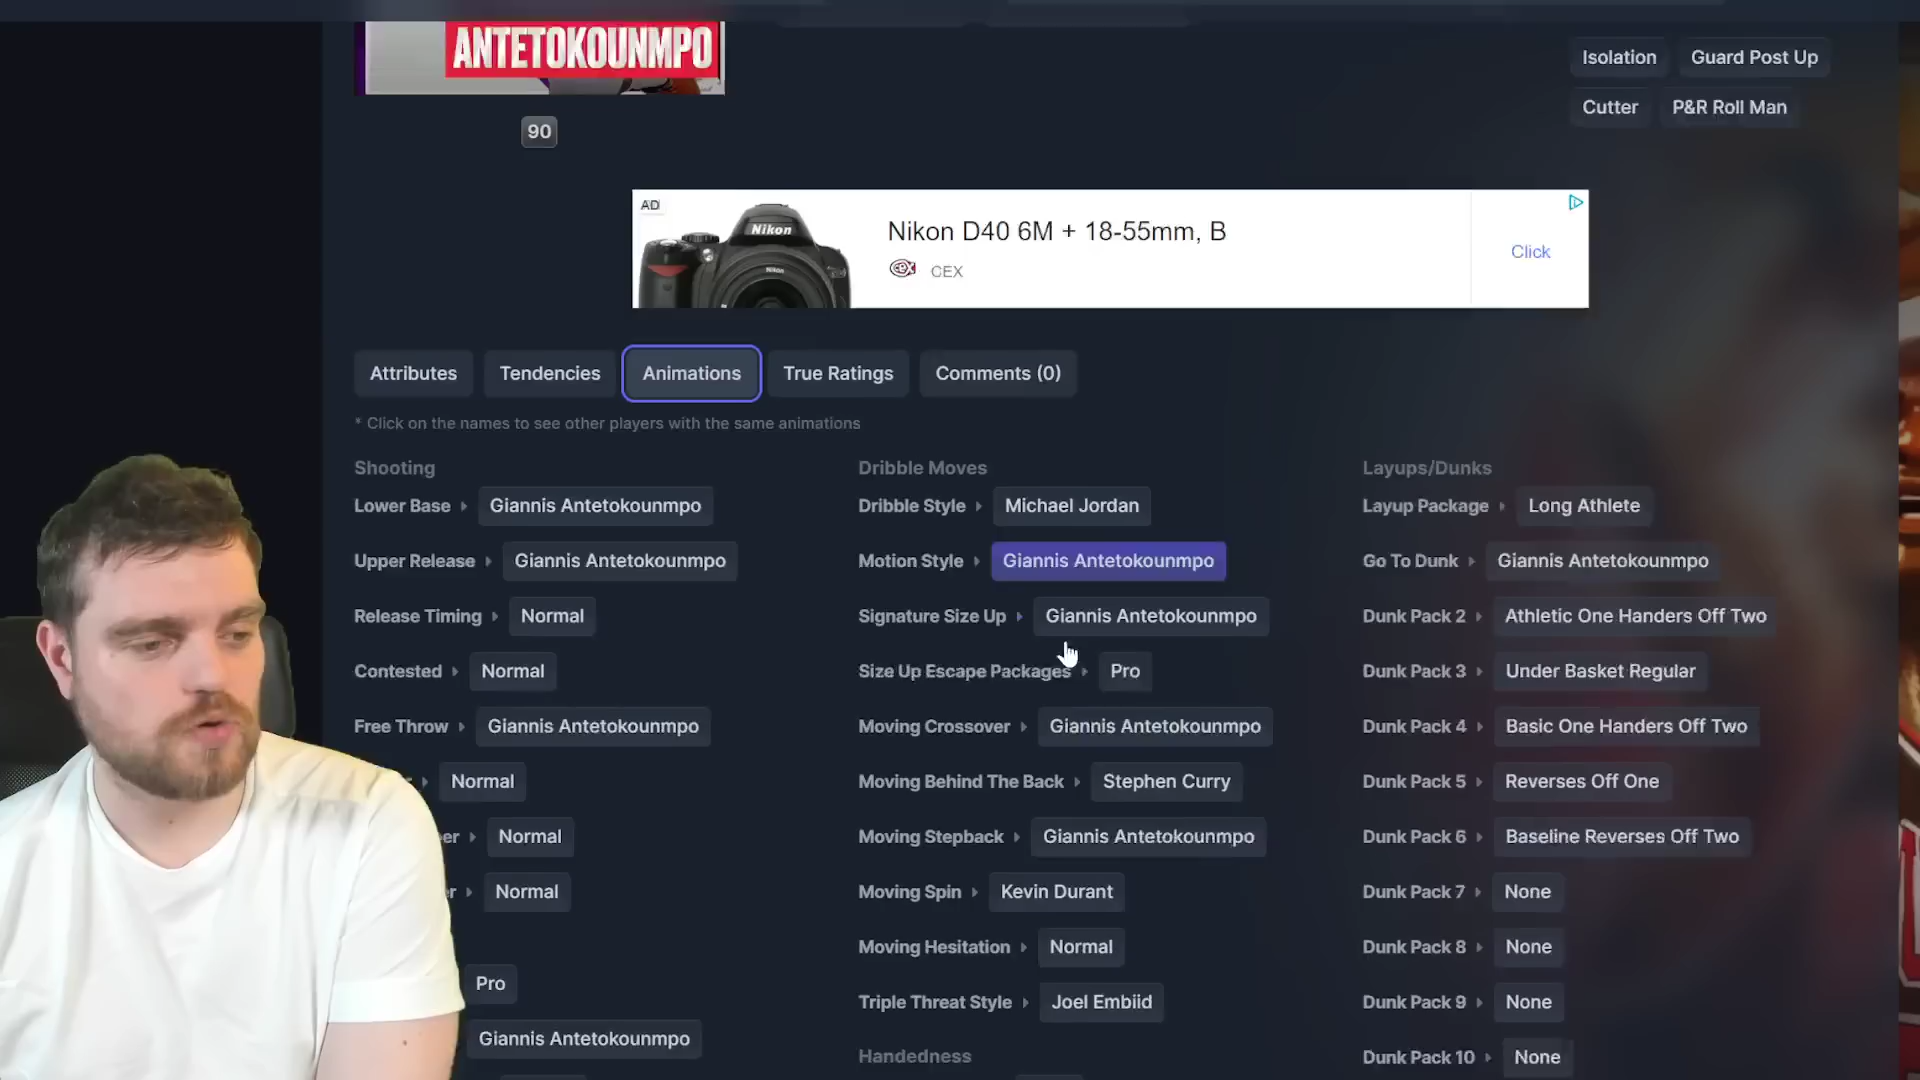 ANTETOKOUNMPO
90
Isolation
Guard Post Up
Cutter
P&R Roll Man
AD
Nikon
Nikon
Nikon D40 6M + 18-55mm, B
CeX
CEX
Click
Attributes
Tendencies
Animations
True Ratings
Comments (0)
* Click on the names to see other players with the same animations
Shooting
Lower Base Giannis Antetokounmpo
Upper Release Giannis Antetokounmpo
Release Timing Normal
Contested Normal
Free Throw Giannis Antetokounmpo
Normal
er Normal
r Normal
Pro
Giannis Antetokounmpo
Dribble Moves
Dribble Style Michael Jordan
Motion Style Giannis Antetokounmpo
Signature Size Up Giannis Antetokounmpo
Size Up Escape Packages Pro
Moving Crossover Giannis Antetokounmpo
Moving Behind The Back Stephen Curry
Moving Stepback Giannis Antetokounmpo
Moving Spin Kevin Durant
Moving Hesitation Normal
Triple Threat Style Joel Embiid
Handedness
Layups/Dunks
Layup Package Long Athlete
Go To Dunk Giannis Antetokounmpo
Dunk Pack 2 Athletic One Handers Off Two
Dunk Pack 3 Under Basket Regular
Dunk Pack 4 Basic One Handers Off Two
Dunk Pack 5 Reverses Off One
Dunk Pack 6 Baseline Reverses Off Two
Dunk Pack 7 None
Dunk Pack 8 None
Dunk Pack 9 None
Dunk Pack 10 None